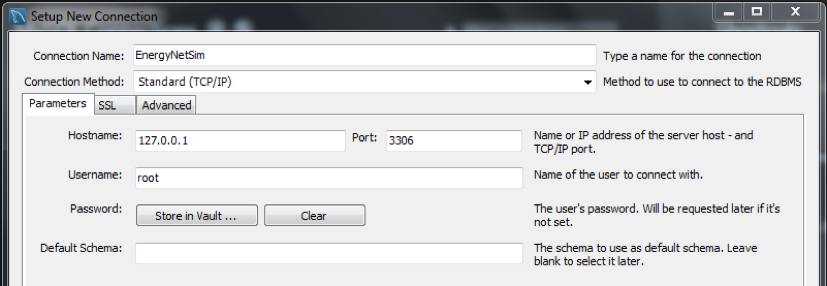 Setup New Connection
Connection Name: EnergyNetSim Type a name for the connection
Connection Method: Standard (TCP/IP) Method to use to connect to the RDBMS
Parameters SSL Advanced
Hostname: 127.0.0.1 Port: 3306 Name or IP address of the server host - and
TCP/IP port.
Username: root Name of the user to connect with.
Password: Store in Vault ... Clear The user's password. Will be requested later if it's
not set.
Default Schema: The schema to use as default schema. Leave
blank to select it later.